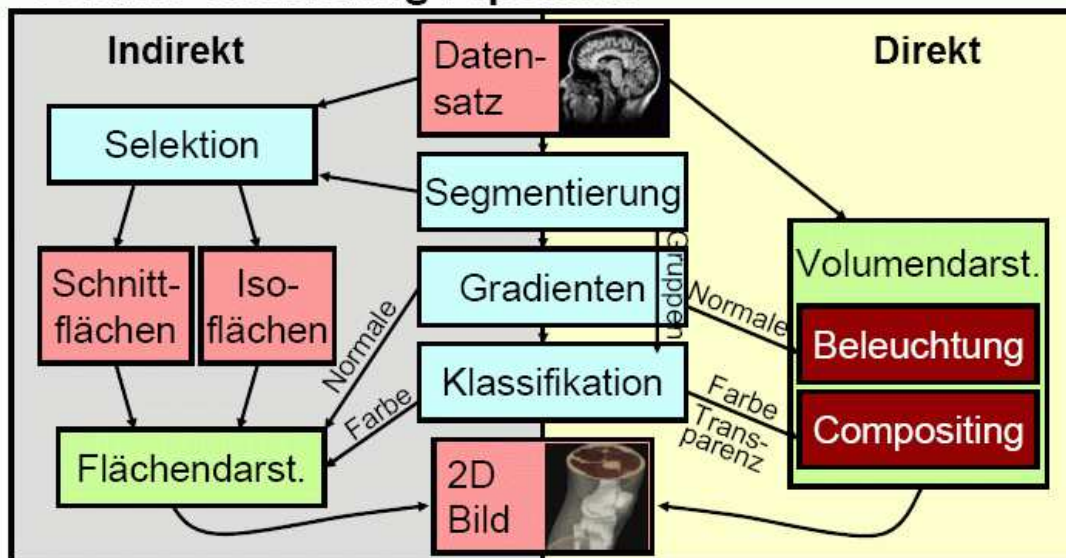 Indirekt
Direkt
Daten-
satz
Selektion
Segmentierung
Grupppen
Schnitt-
flächen
Iso-
flächen
Gradienten
Normale
Normale
Volumendarst.
Beleuchtung
Klassifikation
Farbe
Farbe
Trans-
parenz
Compositing
Flächendarst.
2D
Bild